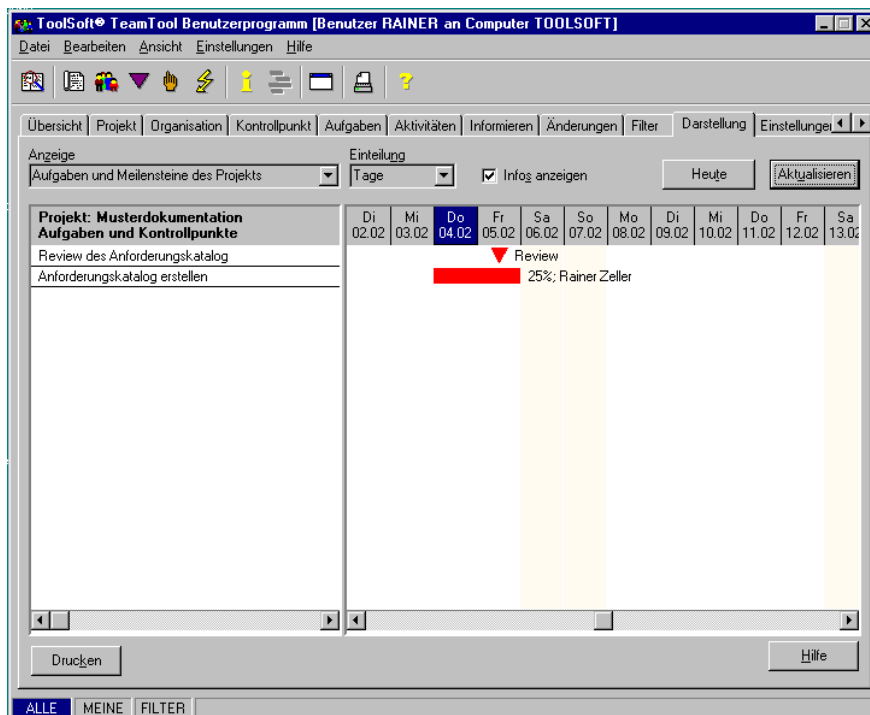 ToolSoft® TeamTool Benutzerprogramm [Benutzer RAINER an Computer TOOLSOFT]
Datei Bearbeiten Ansicht Einstellungen Hilfe
Übersicht Projekt Organisation Kontrollpunkt Aufgaben Aktivitäten Informieren Änderungen Filter Darstellung
Anzeige Einteilung
Aufgaben und Meilensteine des Projekts Tage Infos anzeigen Heute Aktualisieren
Projekt: Musterdokumentation
Aufgaben und Kontrollpunkte
Di Mi Do Fr Sa So Mo Di Mi Do Fr Sa
02.02 03.02 04.02 05.02 06.02 07.02 08.02 09.02 10.02 11.02 12.02 13.02
Review des Anforderungskatalog Review
Anforderungskatalog erstellen 25%; Rainer Zeller
Drucken Hilfe
ALLE MEINE FILTER